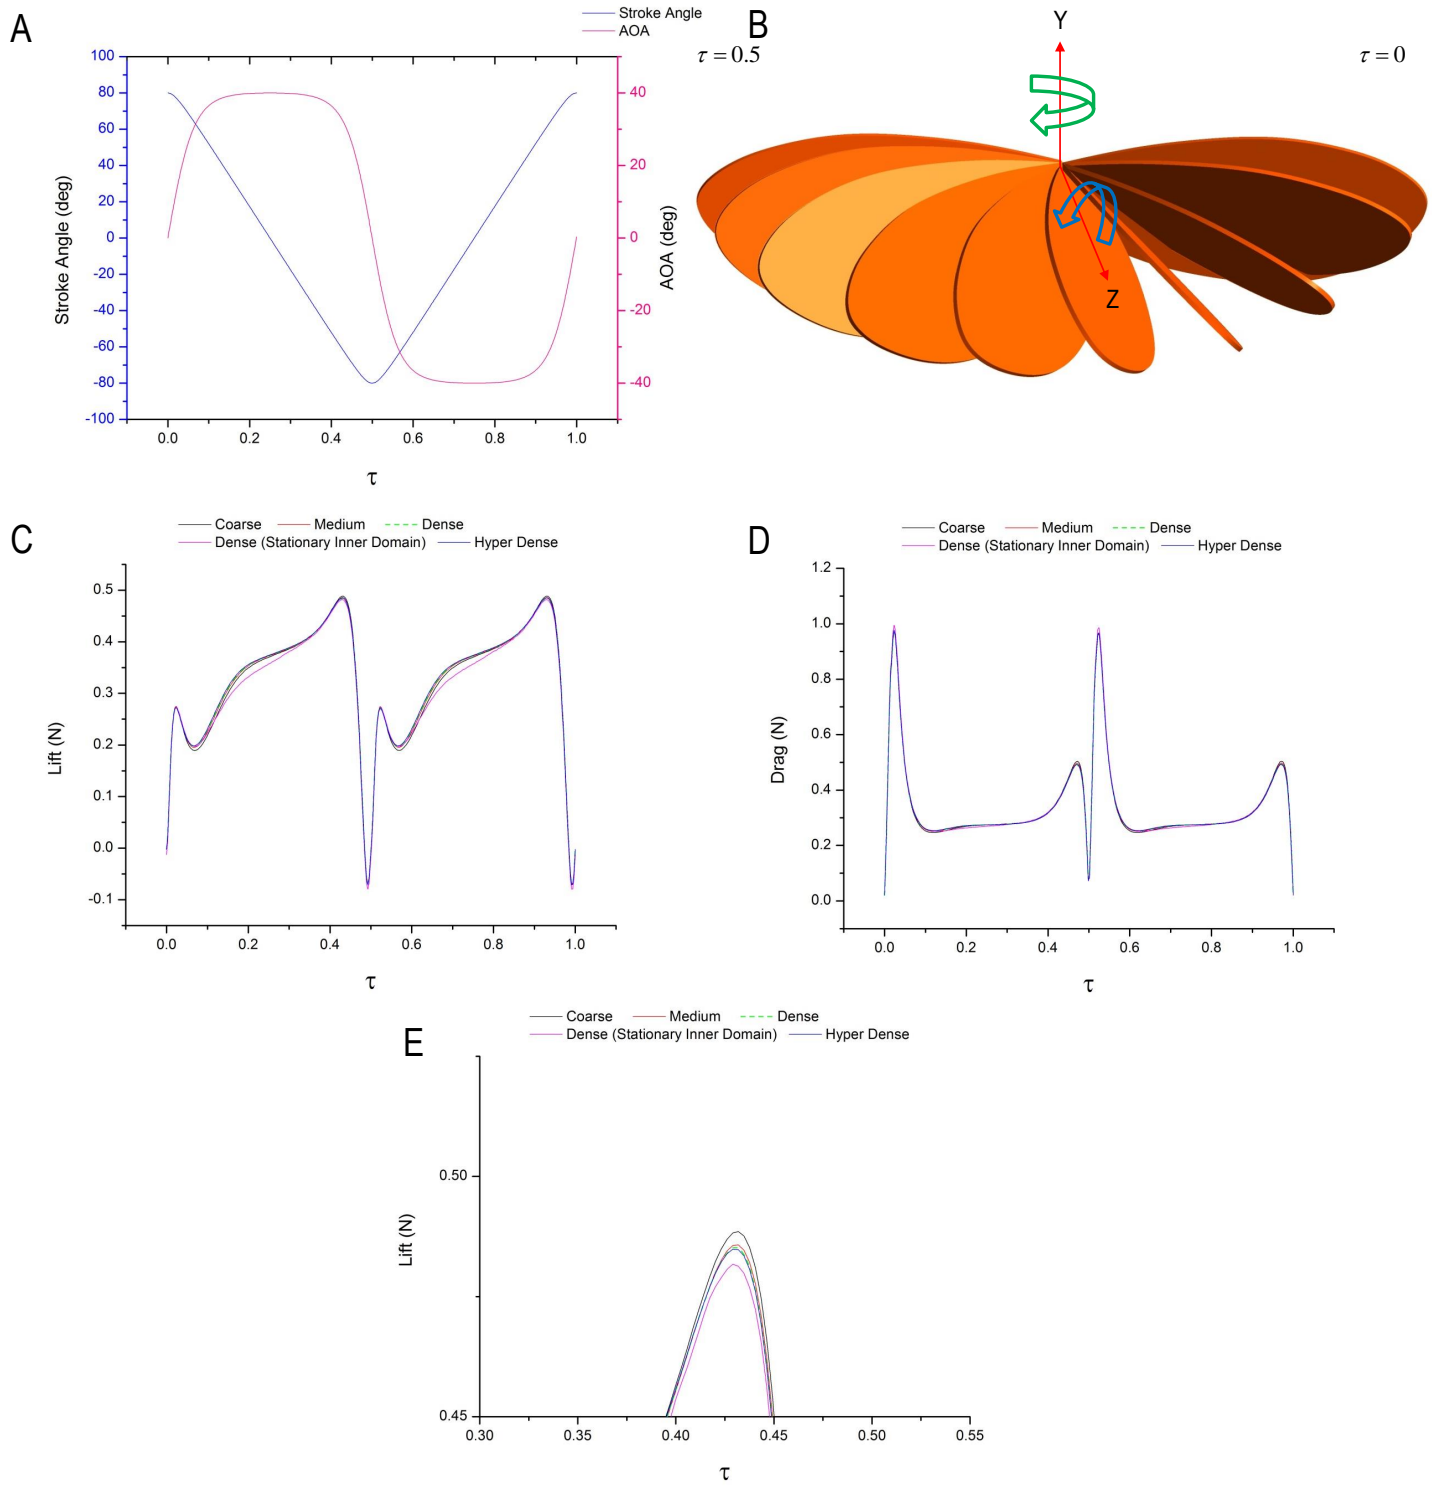 A
Stroke Angle
AOA
100
80
60
40
20
0
-20
-40
-60
-80
-100
Stroke Angle (deg)
40
20
0
-20
-40
AOA (deg)
0.0 0.2 0.4 0.6 0.8 1.0
τ
B
τ = 0.5
Y
τ = 0
Z
C
Coarse Medium Dense
Dense (Stationary Inner Domain) Hyper Dense
0.5
0.4
0.3
0.2
0.1
0.0
-0.1
Lift (N)
0.0 0.2 0.4 0.6 0.8 1.0
τ
D
Coarse Medium Dense
Dense (Stationary Inner Domain) Hyper Dense
1.2
1.0
0.8
0.6
0.4
0.2
0.0
Drag (N)
0.0 0.2 0.4 0.6 0.8 1.0
τ
E
Coarse Medium Dense
Dense (Stationary Inner Domain) Hyper Dense
0.50
0.45
Lift (N)
0.30 0.35 0.40 0.45 0.50 0.55
τ